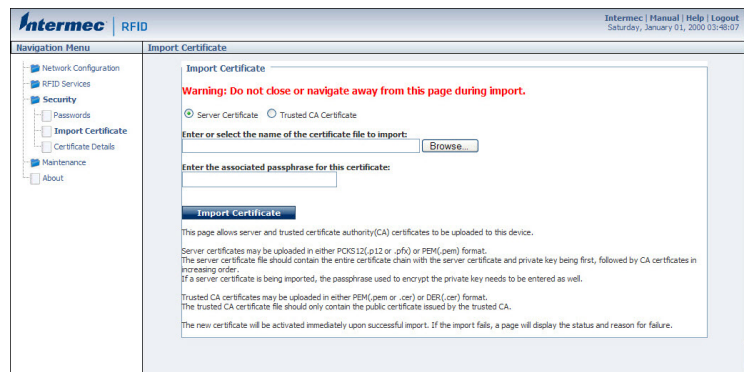 Intermec | RFID
Intermec | Manual | Help | Logout
Saturday, January 01, 2000 03:48:07
Navigation Menu
Import Certificate
Network Configuration
RFID Services
Security
Passwords
Import Certificate
Certificate Details
Maintenance
About
Import Certificate
Warning: Do not close or navigate away from this page during import.
Server Certificate Trusted CA Certificate
Enter or select the name of the certificate file to import:
Browse...
Enter the associated passphrase for this certificate:
Import Certificate
This page allows server and trusted certificate authority(CA) certificates to be uploaded to this device.
Server certificates may be uploaded in either PCKS12(.p12 or .pfx) or PEM(.pem) format.
The server certificate file should contain the entire certificate chain with the server certificate and private key being first, followed by CA certficates in
increasing order.
If a server certificate is being imported, the passphrase used to encrypt the private key needs to be entered as well.
Trusted CA certificates may be uploaded in either PEM(.pem or .cer) or DER(.cer) format.
The trusted CA certificate file should only contain the public certificate issued by the trusted CA.
The new certificate will be activated immediately upon successful import. If the import fails, a page will display the status and reason for failure.